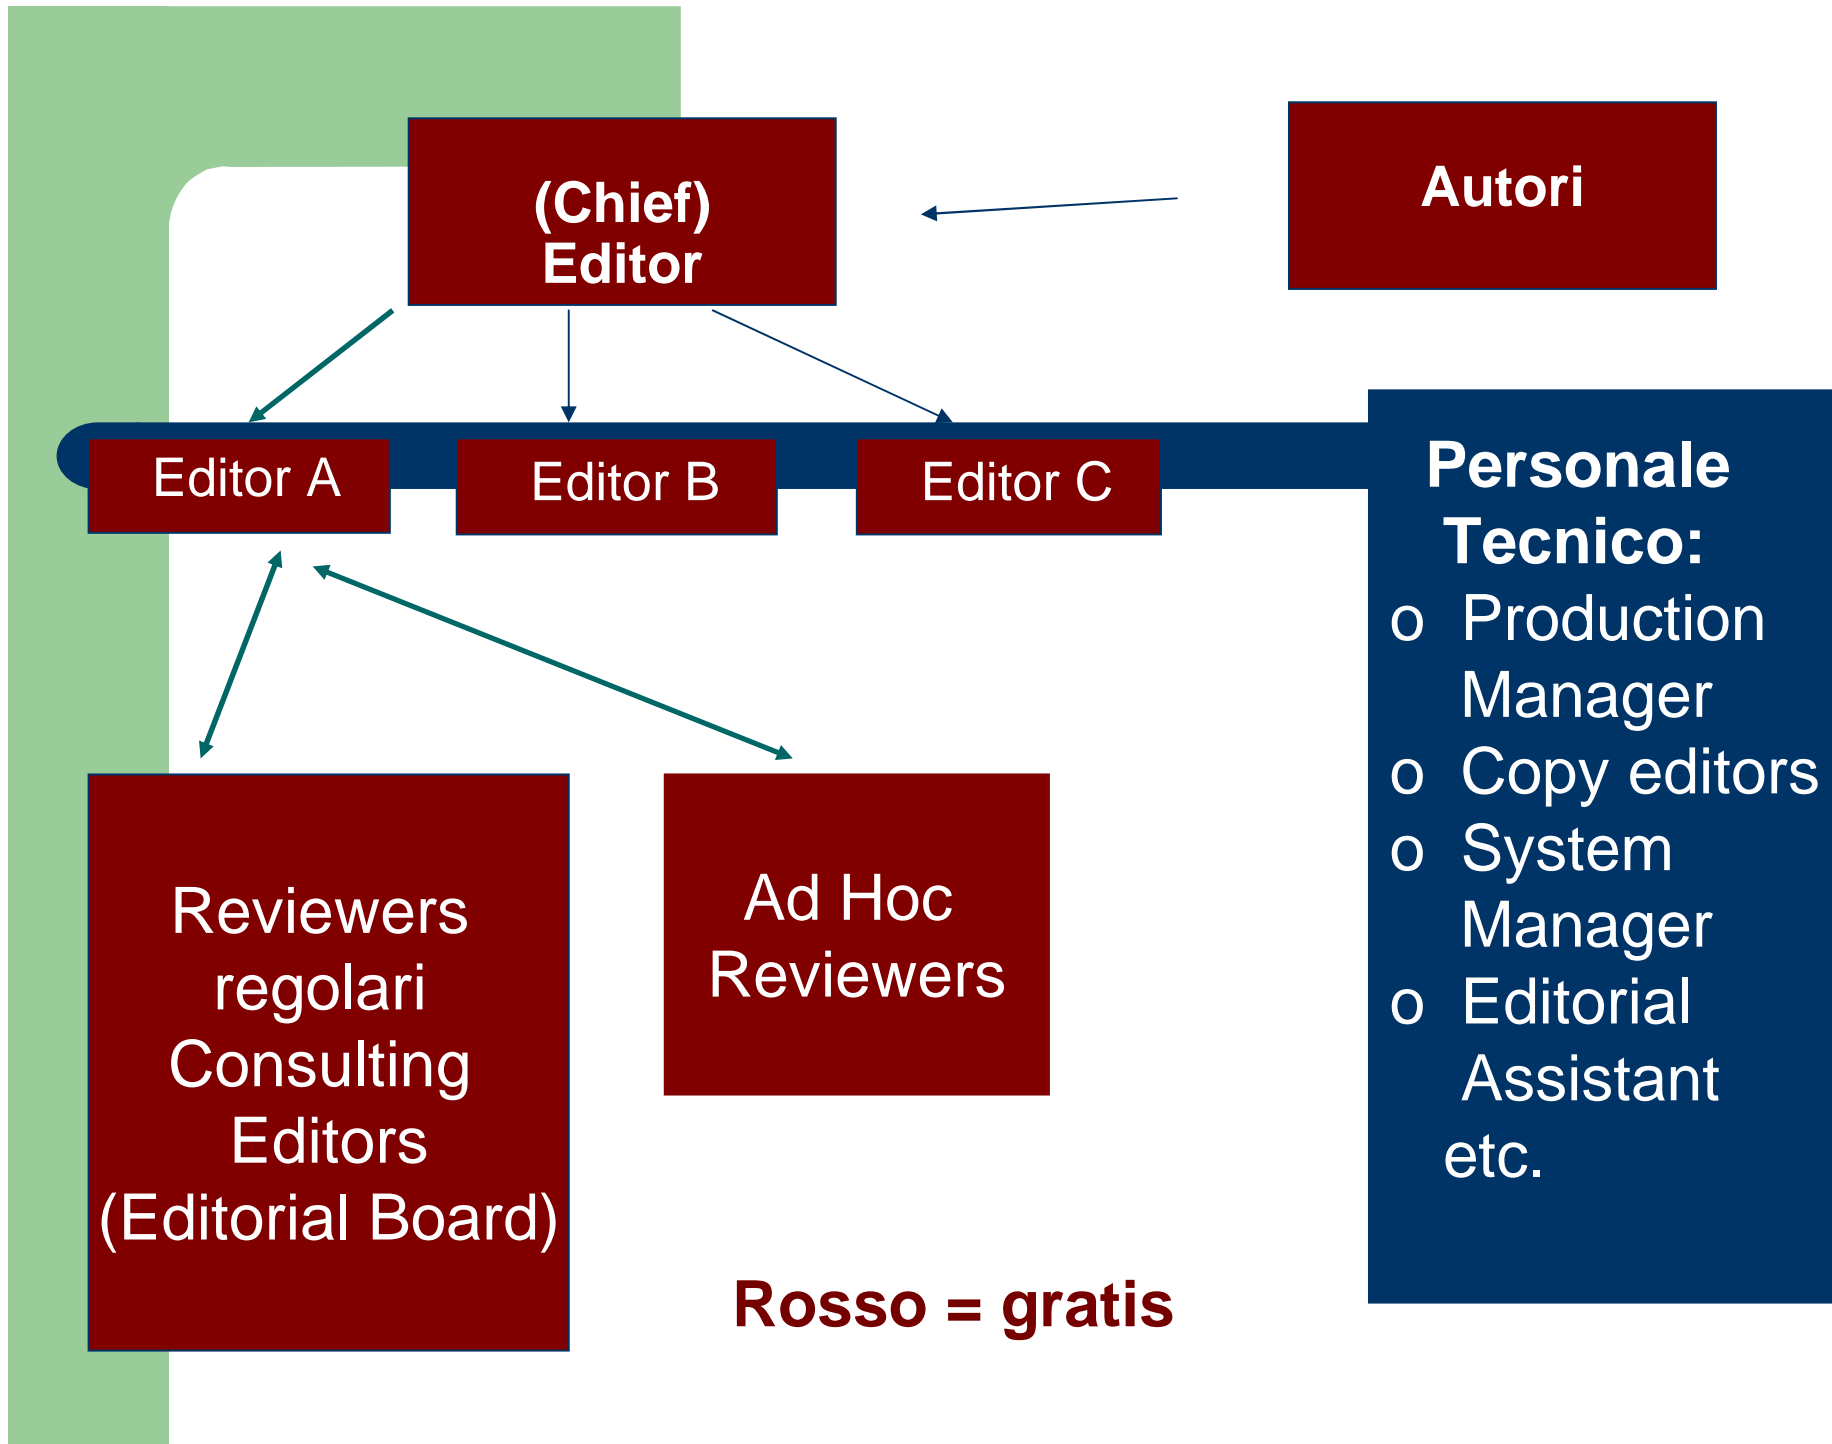 (Chief)
Editor
Autori
Editor A
Editor B
Editor C
Personale
Tecnico:
o Production
Manager
o Copy editors
o System
Manager
o Editorial
Assistant
etc.
Reviewers
regolari
Consulting
Editors
(Editorial Board)
Ad Hoc
Reviewers
Rosso = gratis